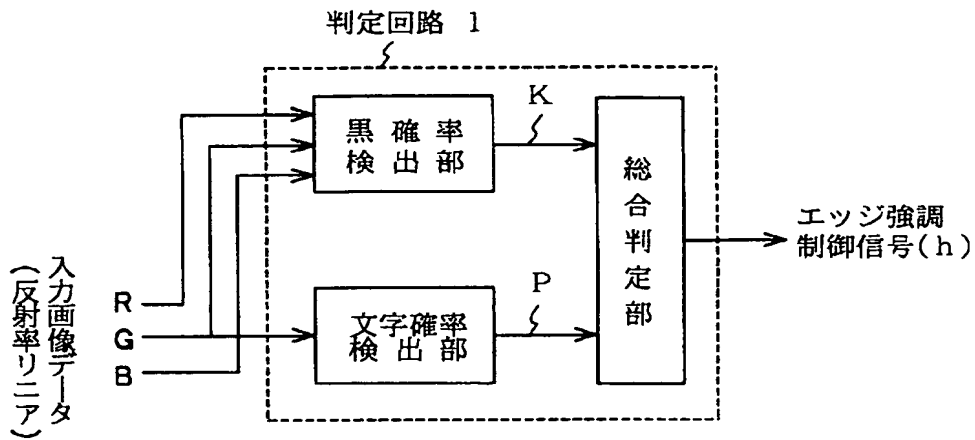 判定回路 1
黒確率
検出部
K
総合判定部
エッジ強調
制御信号(h)
入力画像データ
(反射率リニア)
R
G
B
文字確率
検出部
P